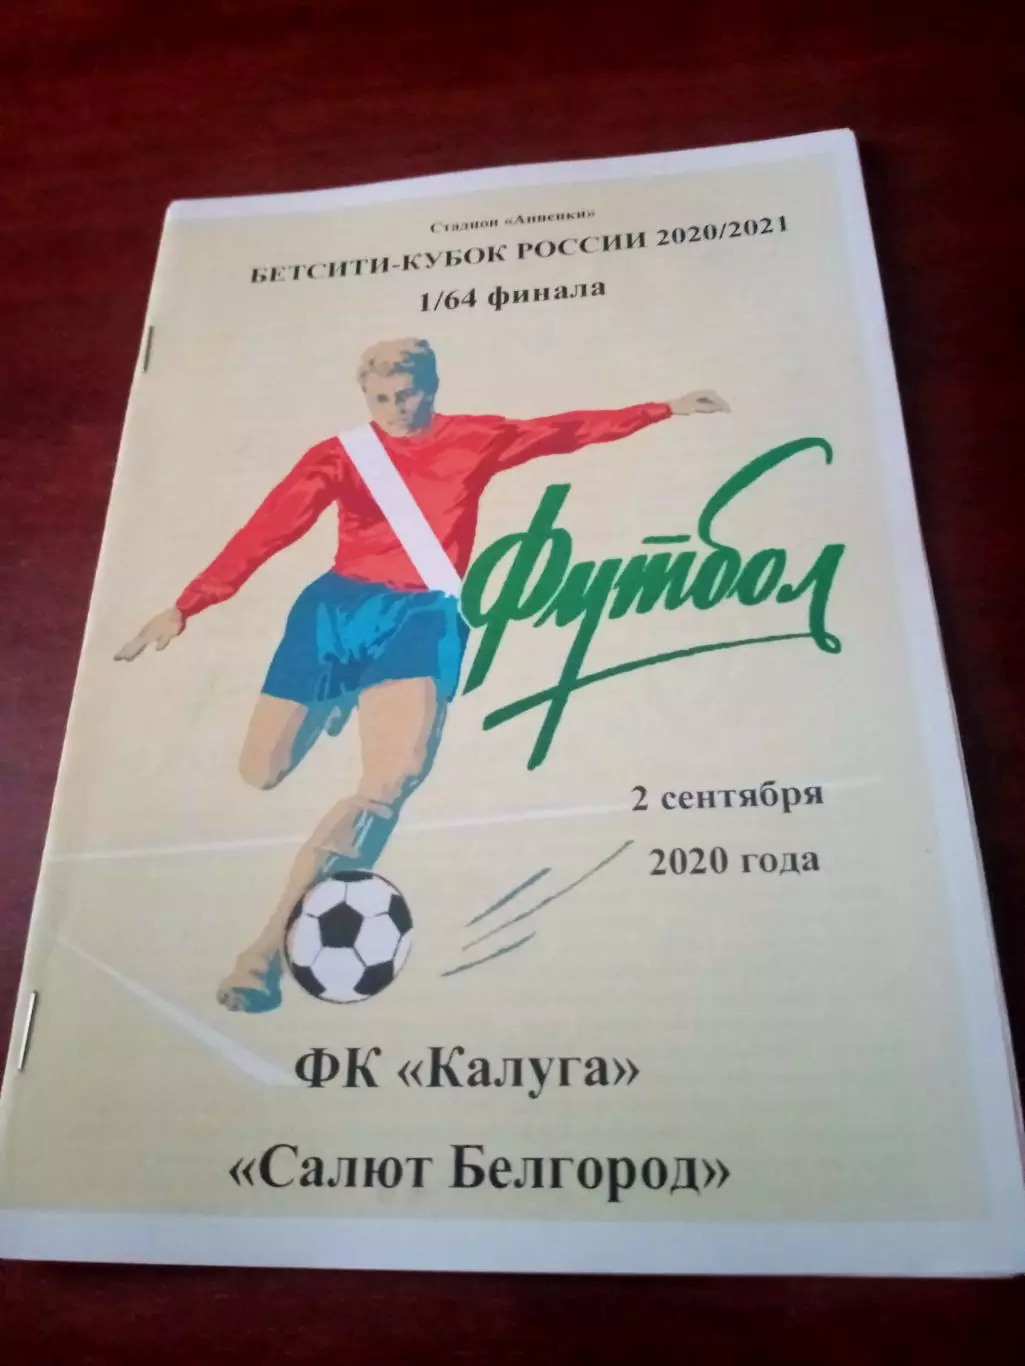 Стадион «Анненки»
БЕТСИТИ-КУБОК РОССИИ 2020/2021
1/64 финала
Футбол
2 сентября
2020 года
ФК «Калуга»
«Салют Белгород»